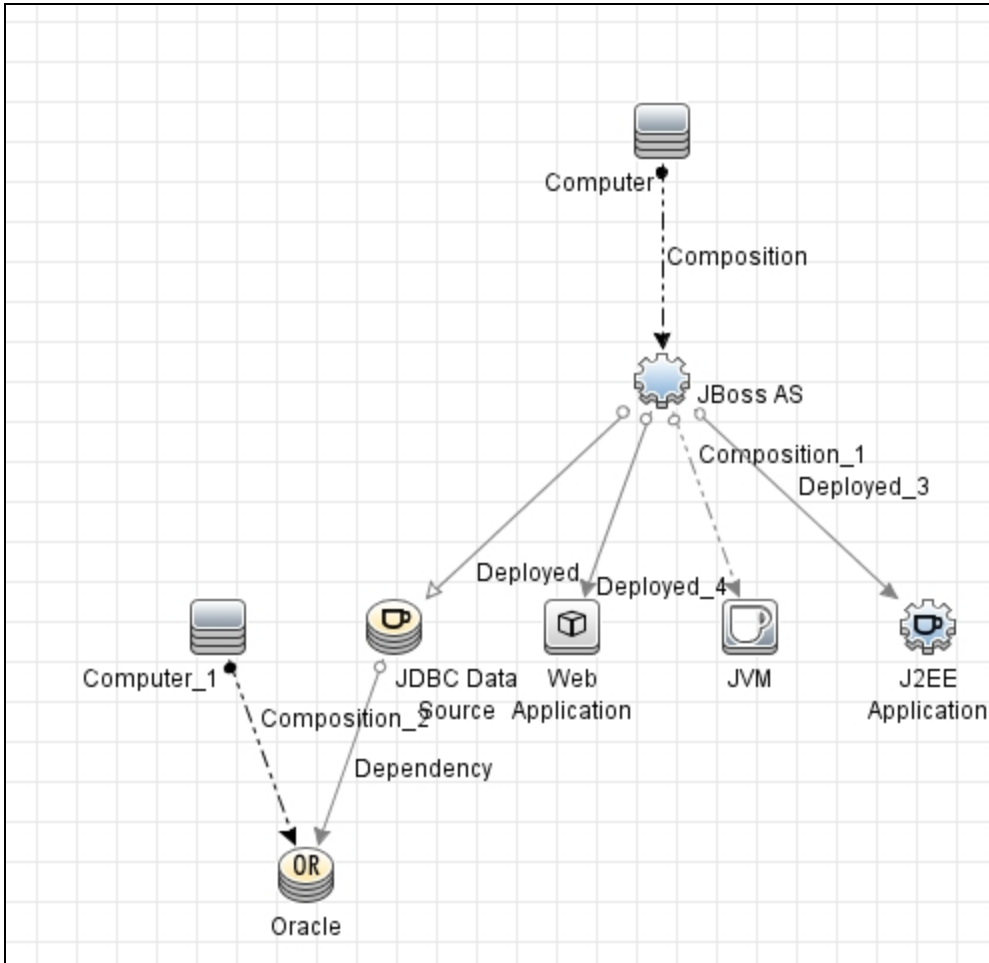 Computer
Composition
JBoss AS
Composition_1
Deployed_3
Deployed
Deployed_4
Computer_1
JDBC Data
Source
Web
Application
JVM
J2EE
Application
Composition_2
Dependency
OR
Oracle